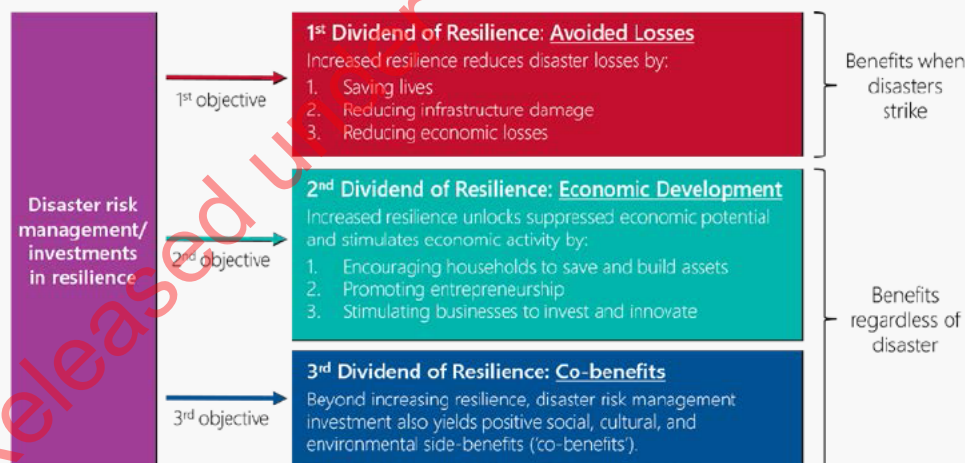 Disaster risk
management/
investments
in resilience
1st objective
1st Dividend of Resilience: Avoided Losses
Increased resilience reduces disaster losses by:
1. Saving lives
2. Reducing infrastructure damage
3. Reducing economic losses
Benefits when
disasters
strike
2nd objective
2nd Dividend of Resilience: Economic Development
Increased resilience unlocks suppressed economic potential
and stimulates economic activity by:
1. Encouraging households to save and build assets
2. Promoting entrepreneurship
3. Stimulating businesses to invest and innovate
3rd objective
3rd Dividend of Resilience: Co-benefits
Beyond increasing resilience, disaster risk management
investment also yields positive social, cultural, and
environmental side-benefits ('co-benefits').
Benefits
regardless of
disaster
Released under